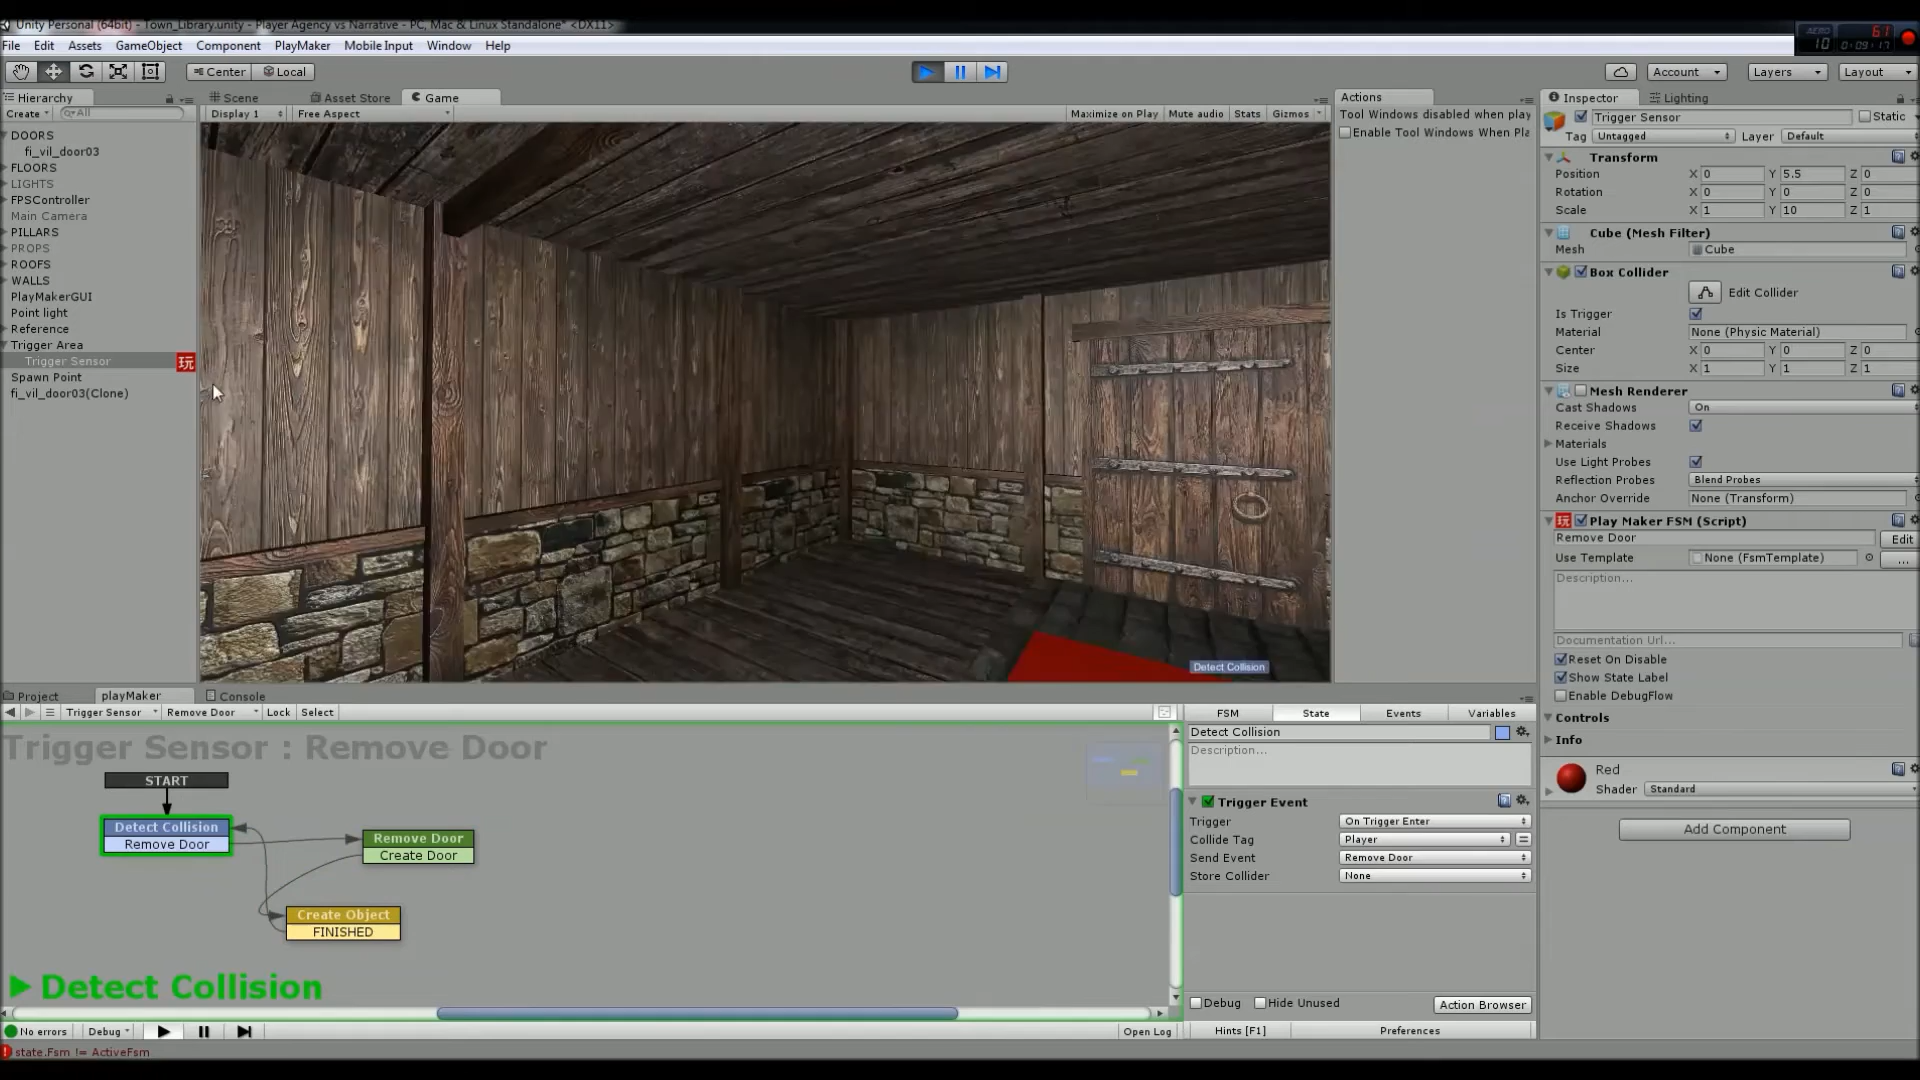 Unity Personal (64bit) - Town_Library.unity - Player Agency vs Narrative - PC, Mac & Linux Standalone* <DX11>
File Edit Assets GameObject Component PlayMaker Mobile Input Window Help
61
10 0:09:17
Center Local
Account Layers Layout
Hierarchy
Create All
DOORS
fi_vil_door03
FLOORS
LIGHTS
FPSController
Main Camera
PILLARS
PROPS
ROOFS
WALLS
PlayMakerGUI
Point light
Reference
Trigger Area
Trigger Sensor 玩
Spawn Point
fi_vil_door03(Clone)
Scene Asset Store Game
Display 1 Free Aspect Maximize on Play Mute audio Stats Gizmos
Detect Collision
Actions
Tool Windows disabled when play
Enable Tool Windows When Pla
Inspector Lighting
Trigger Sensor Static
Tag Untagged Layer Default
Transform
Position X 0 Y 5.5 Z 0
Rotation X 0 Y 0 Z 0
Scale X 1 Y 10 Z 1
Cube (Mesh Filter)
Mesh Cube
Box Collider
Edit Collider
Is Trigger
Material None (Physic Material)
Center X 0 Y 0 Z 0
Size X 1 Y 1 Z 1
Mesh Renderer
Cast Shadows On
Receive Shadows
Materials
Use Light Probes
Reflection Probes Blend Probes
Anchor Override None (Transform)
玩 Play Maker FSM (Script)
Remove Door Edit
Use Template None (FsmTemplate) ...
Description...
Documentation Url...
Reset On Disable
Show State Label
Enable DebugFlow
Controls
Info
Red
Shader Standard
Add Component
Project playMaker Console
Trigger Sensor Remove Door Lock Select
Trigger Sensor : Remove Door
START
Detect Collision
Remove Door
Remove Door
Create Door
Create Object
FINISHED
Detect Collision
No errors Debug Open Log
state.Fsm != ActiveFsm
FSM State Events Variables
Detect Collision
Description...
Trigger Event
Trigger On Trigger Enter
Collide Tag Player
Send Event Remove Door
Store Collider None
Debug Hide Unused Action Browser
Hints [F1] Preferences